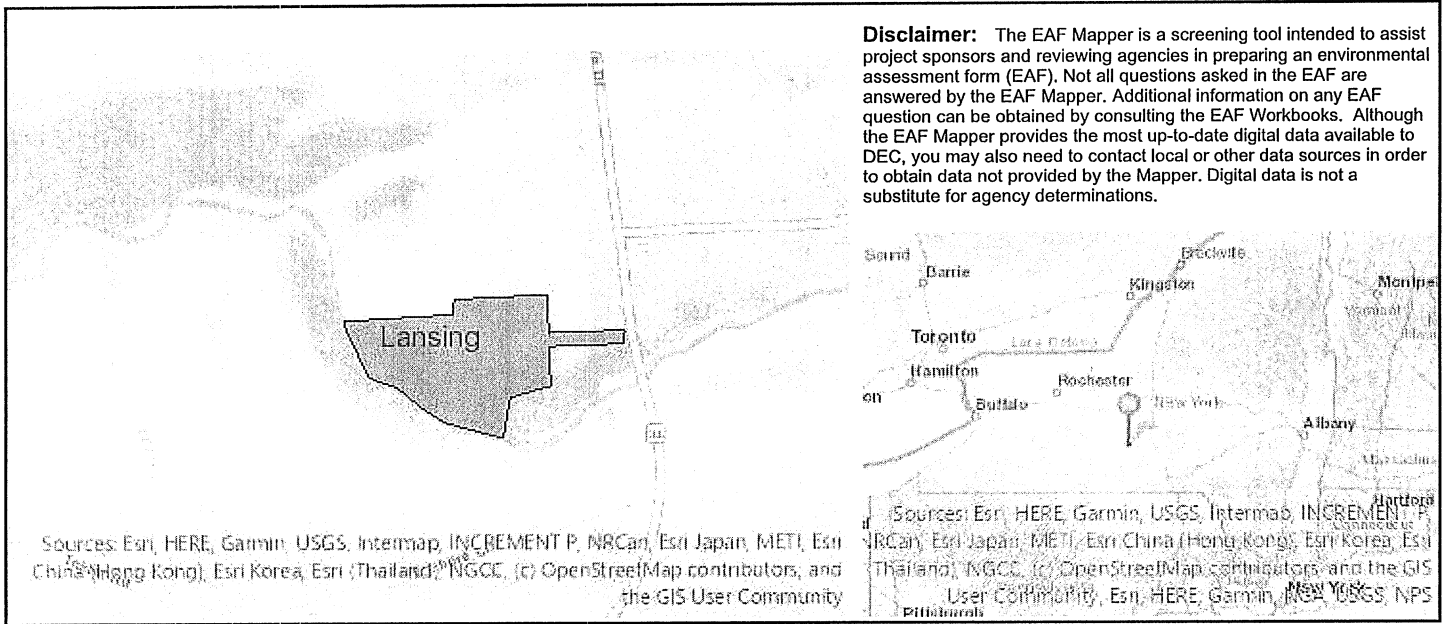 Disclaimer: The EAF Mapper is a screening tool intended to assist
project sponsors and reviewing agencies in preparing an environmental
assessment form (EAF). Not all questions asked in the EAF are
answered by the EAF Mapper. Additional information on any EAF
question can be obtained by consulting the EAF Workbooks. Although
the EAF Mapper provides the most up-to-date digital data available to
DEC, you may also need to contact local or other data sources in order
to obtain data not provided by the Mapper. Digital data is not a
substitute for agency determinations.
Lansing
Sources: Esri, HERE, Garmin, USGS, Intermap, INCREMENT P, NRCan, Esri Japan, METI, Esri
China (Hong Kong), Esri Korea, Esri (Thailand), NGCC, (c) OpenStreetMap contributors, and
the GIS User Community
Barrie
Kingston
Toronto
Hamilton
Rochester
Buffalo
New York
Albany
Hartford
Sources: Esri, HERE, Garmin, USGS, Intermap, INCREMENT P,
NRCan, Esri Japan, METI, Esri China (Hong Kong), Esri Korea, Esri
(Thailand), NGCC, (c) OpenStreetMap contributors, and the GIS
User Community, Esri, HERE, Garmin, USGS, NPS
New York
Pittsburgh